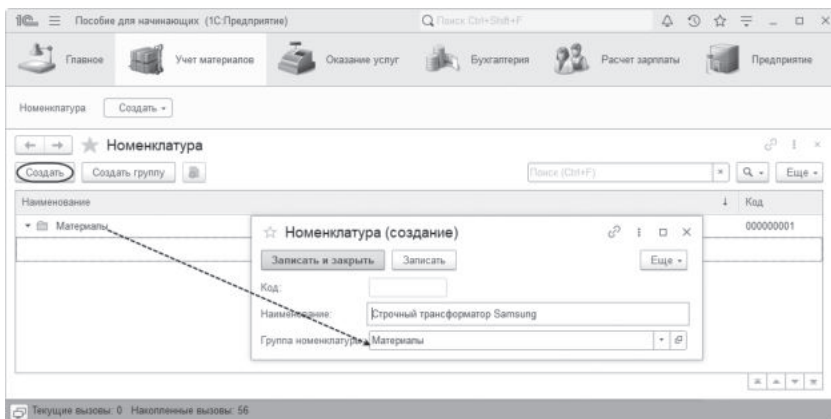 1С Пособие для начинающих (1С:Предприятие) Поиск Ctrl+Shift+F
Главное Учет материалов Оказание услуг Бухгалтерия Расчет зарплаты Предприятие
Номенклатура Создать
Номенклатура
Создать Создать группу Поиск (Ctrl+F) Еще
Наименование Код
Материалы 000000001
Номенклатура (создание)
Записать и закрыть Записать Еще
Код:
Наименование: Строчный трансформатор Samsung
Группа номенклатуры: Материалы
Текущие вызовы: 0 Накопленные вызовы: 56